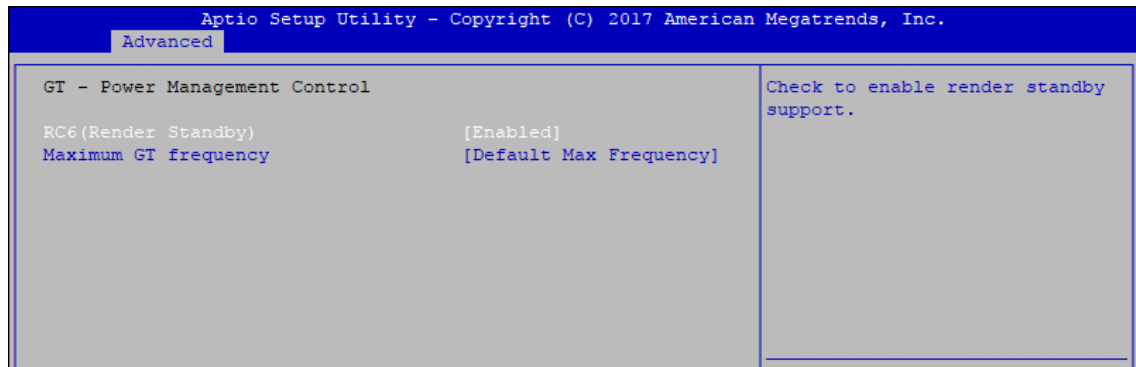 Aptio Setup Utility - Copyright (C) 2017 American Megatrends, Inc.
Advanced
GT - Power Management Control
RC6(Render Standby) [Enabled]
Maximum GT frequency [Default Max Frequency]
Check to enable render standby
support.